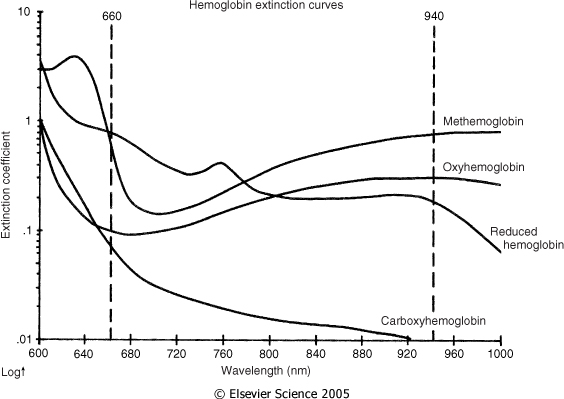 Hemoglobin extinction curves
660
940
10
1
.1
.01
Extinction coefficient
Methemoglobin
Oxyhemoglobin
Reduced
hemoglobin
Carboxyhemoglobin
600 640 680 720 760 800 840 880 920 960 1000
Log↑
Wavelength (nm)
© Elsevier Science 2005